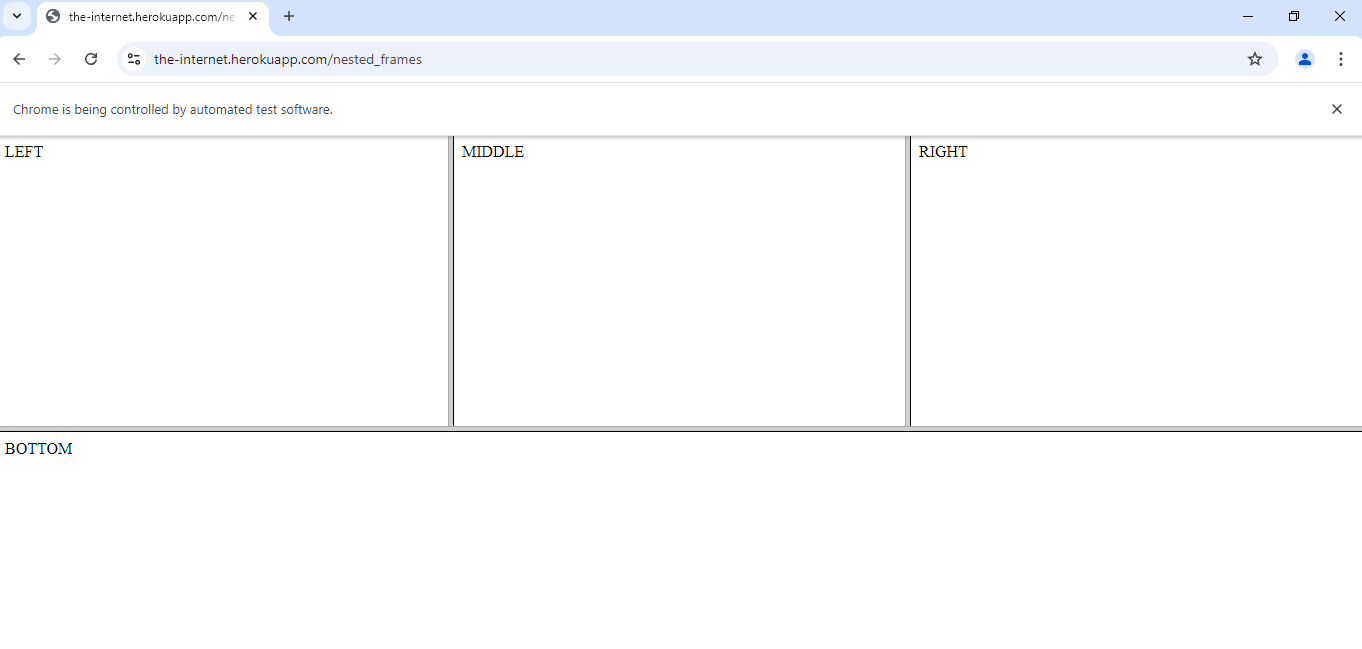 the-internet.herokuapp.com/ne
the-internet.herokuapp.com/nested_frames
Chrome is being controlled by automated test software.
LEFT
MIDDLE
RIGHT
BOTTOM